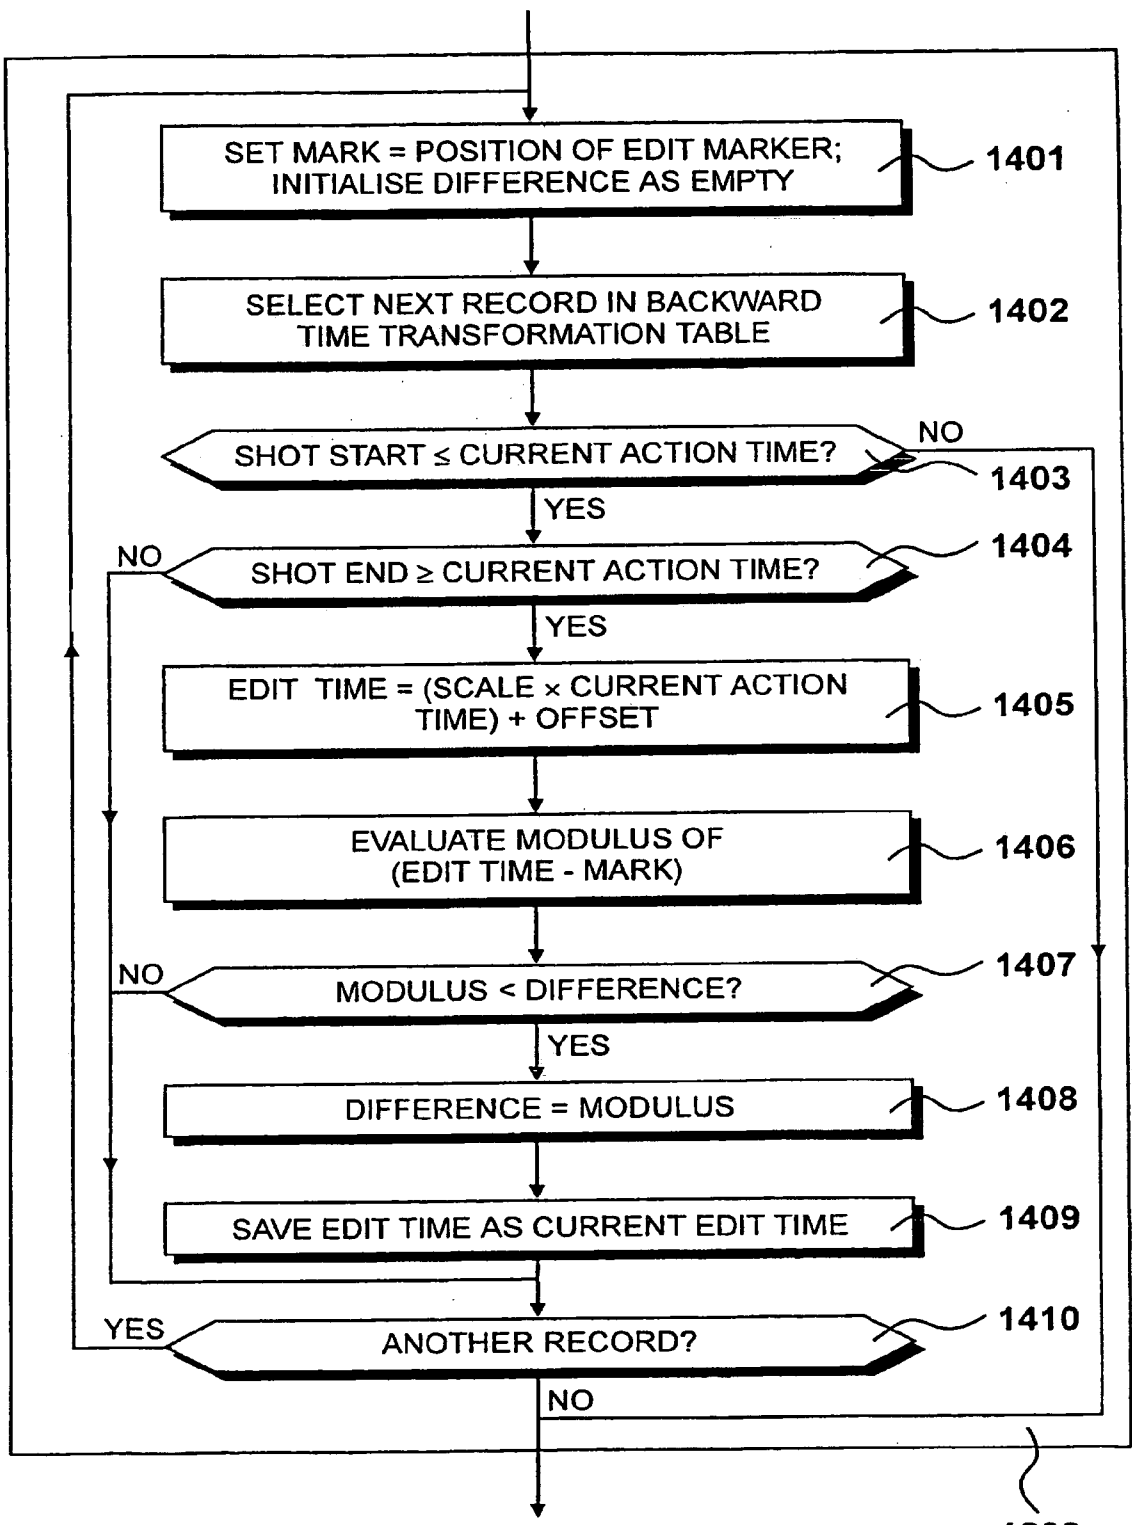 SET MARK = POSITION OF EDIT MARKER;
INITIALISE DIFFERENCE AS EMPTY
1401
SELECT NEXT RECORD IN BACKWARD
TIME TRANSFORMATION TABLE
1402
SHOT START ≤ CURRENT ACTION TIME?
NO
1403
YES
NO
SHOT END ≥ CURRENT ACTION TIME?
1404
YES
EDIT TIME = (SCALE × CURRENT ACTION
TIME) + OFFSET
1405
EVALUATE MODULUS OF
(EDIT TIME - MARK)
1406
NO
MODULUS < DIFFERENCE?
1407
YES
DIFFERENCE = MODULUS
1408
SAVE EDIT TIME AS CURRENT EDIT TIME
1409
YES
ANOTHER RECORD?
1410
NO